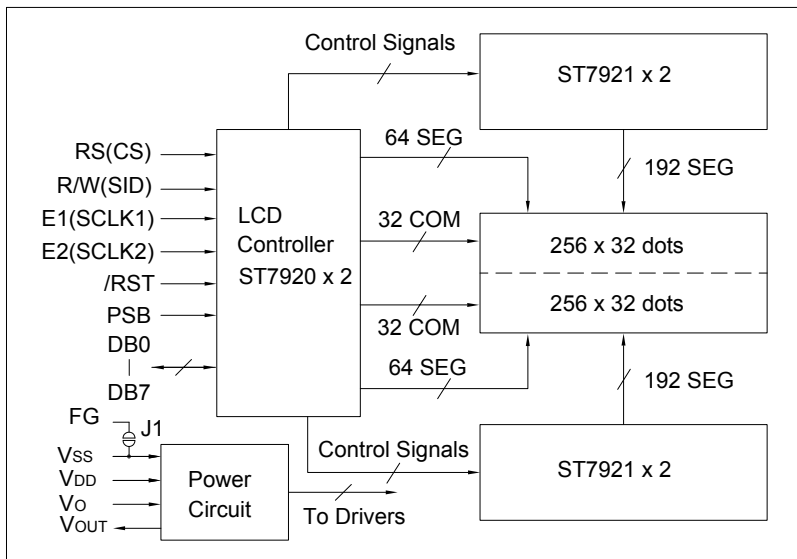 Control Signals
ST7921 x 2
64 SEG
192 SEG
RS(CS)
R/W(SID)
E1(SCLK1)
E2(SCLK2)
/RST
PSB
DB0
DB7
LCD
Controller
ST7920 x 2
32 COM
256 x 32 dots
256 x 32 dots
32 COM
64 SEG
192 SEG
FG
J1
VSS
VDD
VO
VOUT
Power
Circuit
Control Signals
To Drivers
ST7921 x 2